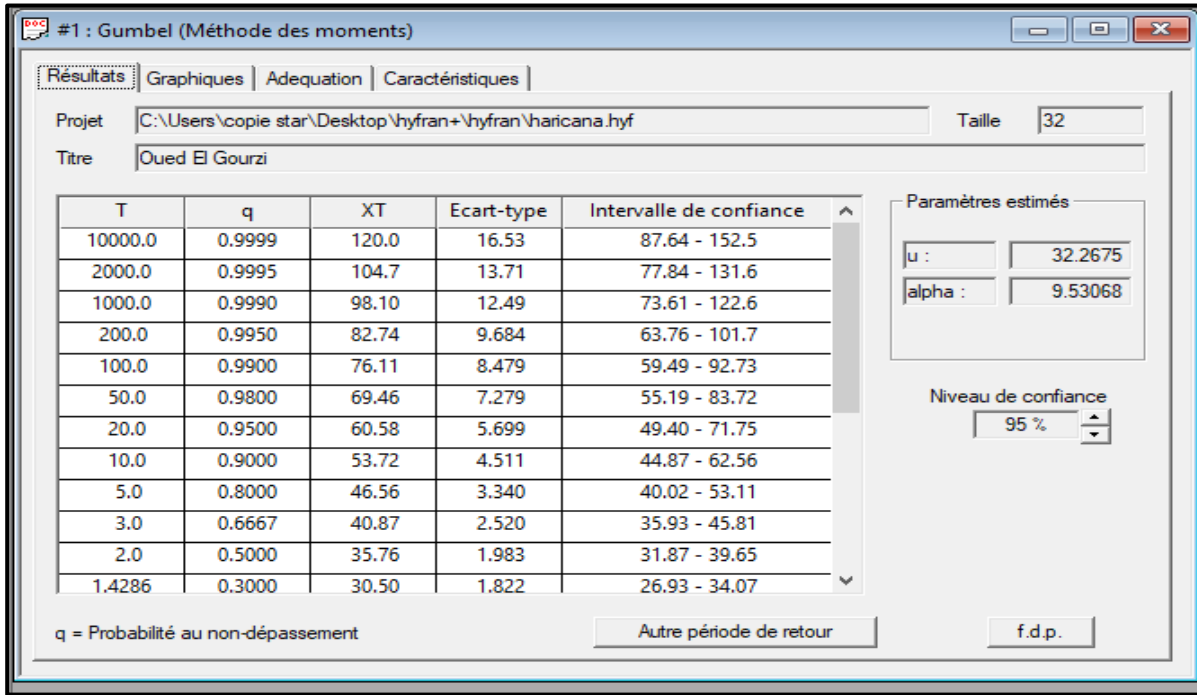 #1 : Gumbel (Méthode des moments)
Résultats Graphiques Adequation Caractéristiques
Projet C:\Users\copie star\Desktop\hyfran+\hyfran\haricana.hyf Taille 32
Titre Oued El Gourzi
T q XT Ecart-type Intervalle de confiance
10000.0 0.9999 120.0 16.53 87.64 - 152.5
2000.0 0.9995 104.7 13.71 77.84 - 131.6
1000.0 0.9990 98.10 12.49 73.61 - 122.6
200.0 0.9950 82.74 9.684 63.76 - 101.7
100.0 0.9900 76.11 8.479 59.49 - 92.73
50.0 0.9800 69.46 7.279 55.19 - 83.72
20.0 0.9500 60.58 5.699 49.40 - 71.75
10.0 0.9000 53.72 4.511 44.87 - 62.56
5.0 0.8000 46.56 3.340 40.02 - 53.11
3.0 0.6667 40.87 2.520 35.93 - 45.81
2.0 0.5000 35.76 1.983 31.87 - 39.65
1.4286 0.3000 30.50 1.822 26.93 - 34.07
Paramètres estimés
u : 32.2675
alpha : 9.53068
Niveau de confiance
95 %
q = Probabilité au non-dépassement
Autre période de retour
f.d.p.